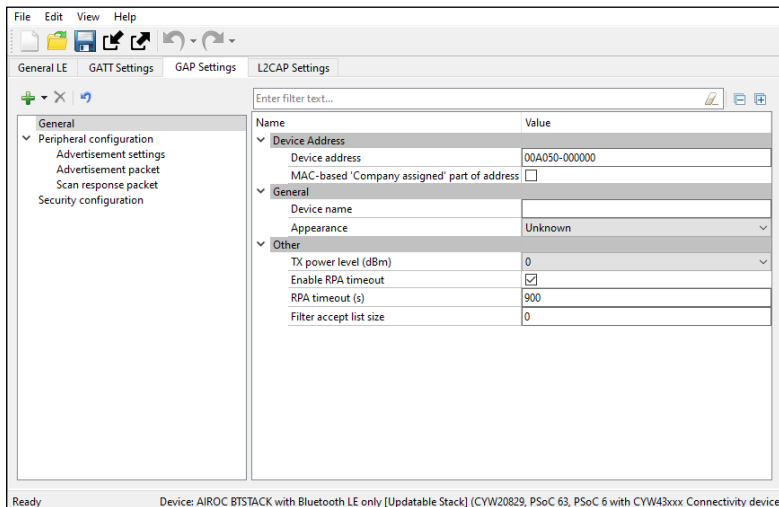 File Edit View Help
General LE GATT Settings GAP Settings L2CAP Settings
Enter filter text...
General
Peripheral configuration
Advertisement settings
Advertisement packet
Scan response packet
Security configuration
Name Value
Device Address
Device address 00A050-000000
MAC-based 'Company assigned' part of address
General
Device name
Appearance Unknown
Other
TX power level (dBm) 0
Enable RPA timeout
RPA timeout (s) 900
Filter accept list size 0
Ready Device: AIROC BTSTACK with Bluetooth LE only [Updatable Stack] (CYW20829, PSoC 63, PSoC 6 with CYW43xxx Connectivity device